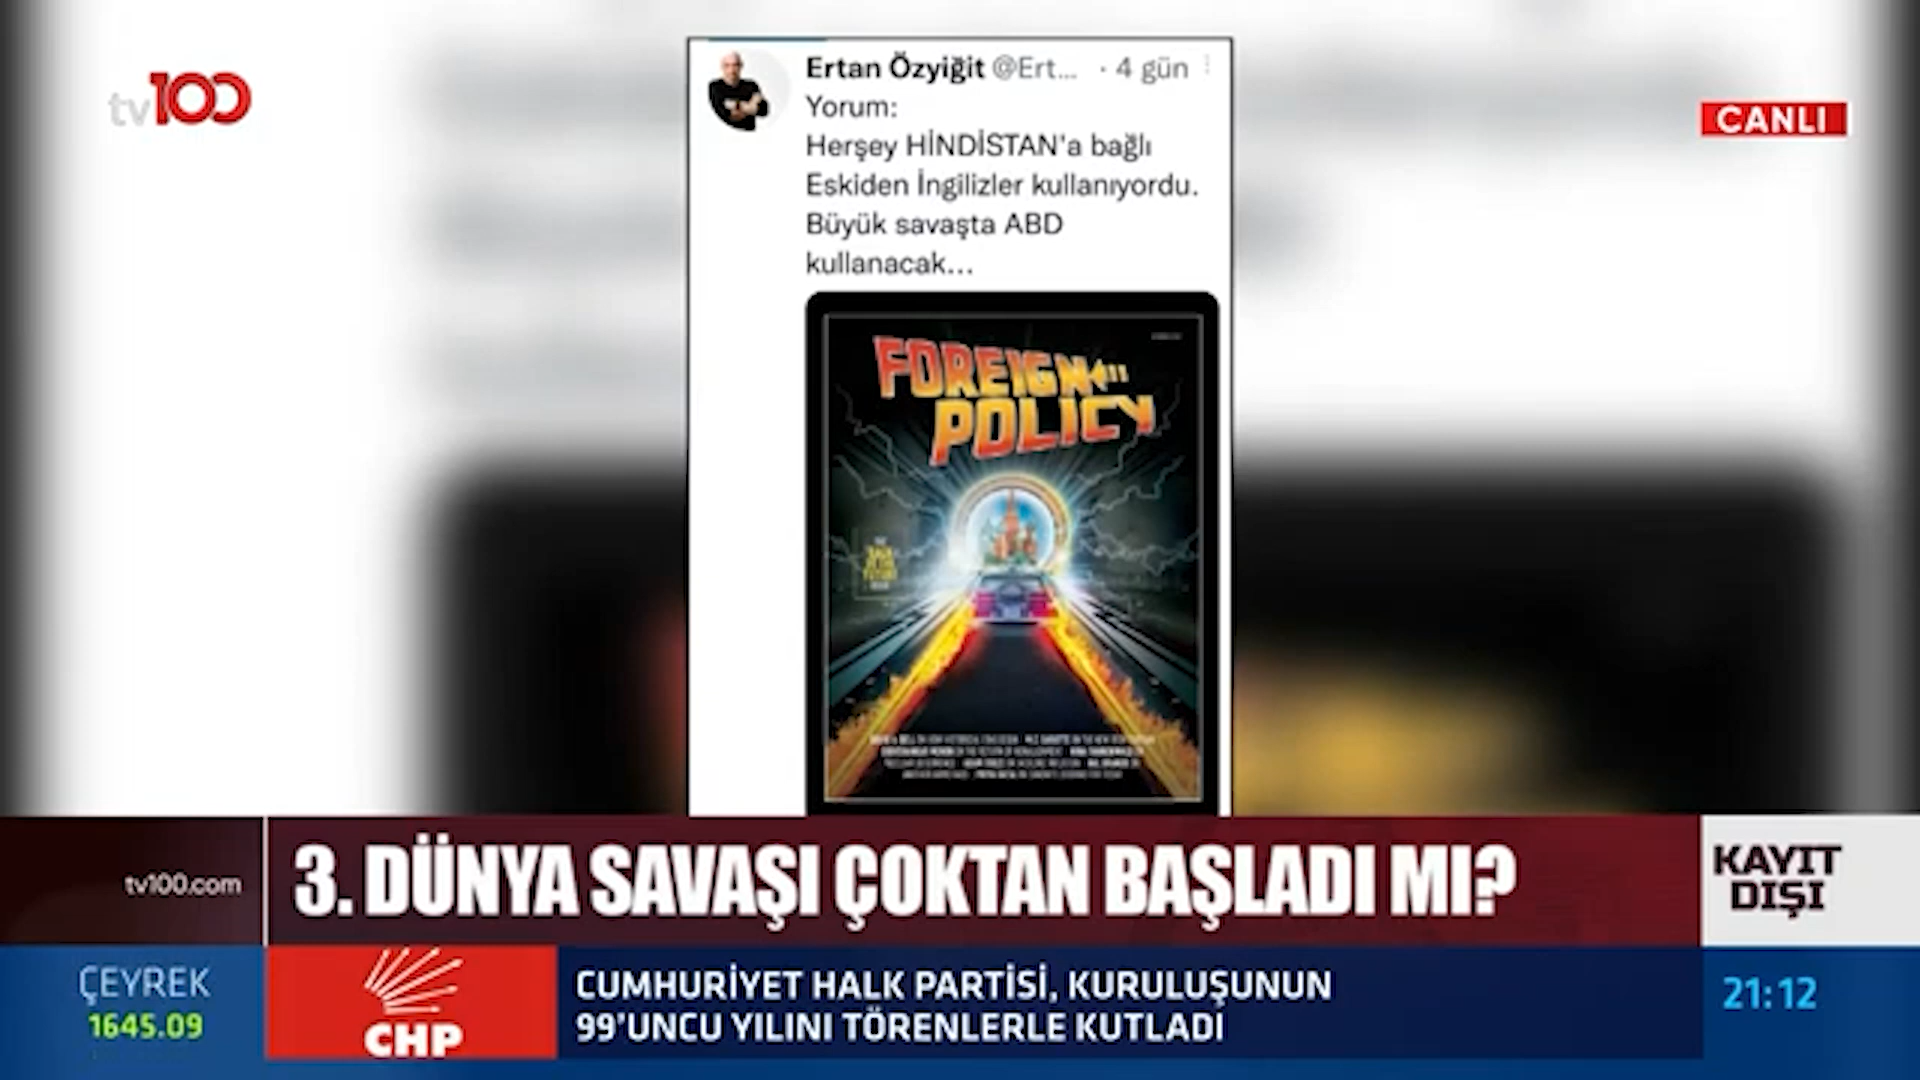 tv100
CANLI
Ertan Özyiğit @Ert... · 4 gün
Yorum:
Herşey HİNDİSTAN'a bağlı
Eskiden İngilizler kullanıyordu.
Büyük savaşta ABD
kullanacak...
FOREIGN
POLICY
tv100.com
3. DÜNYA SAVAŞI ÇOKTAN BAŞLADI MI?
KAYIT
DIŞI
ÇEYREK
1645.09
CHP
CUMHURİYET HALK PARTİSİ, KURULUŞUNUN
99'UNCU YILINI TÖRENLERLE KUTLADI
21:12